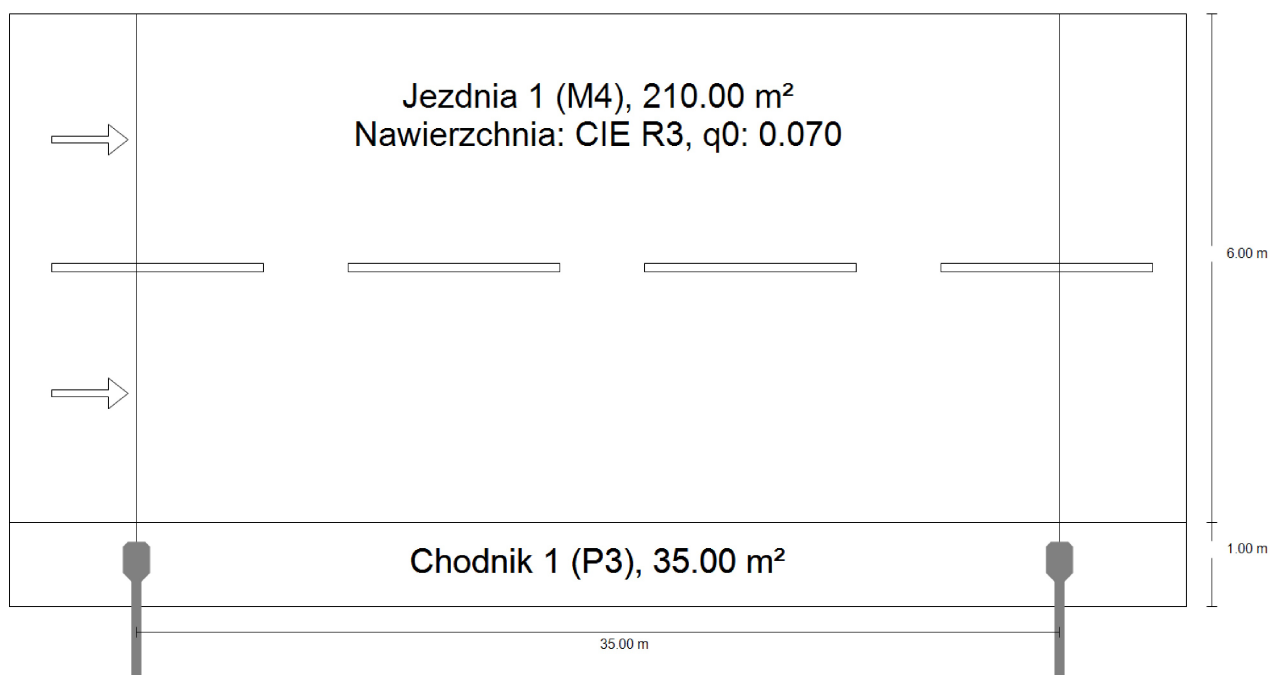 Jezdnia 1 (M4), 210.00 m²
Nawierzchnia: CIE R3, q0: 0.070
6.00 m
Chodnik 1 (P3), 35.00 m²
1.00 m
35.00 m